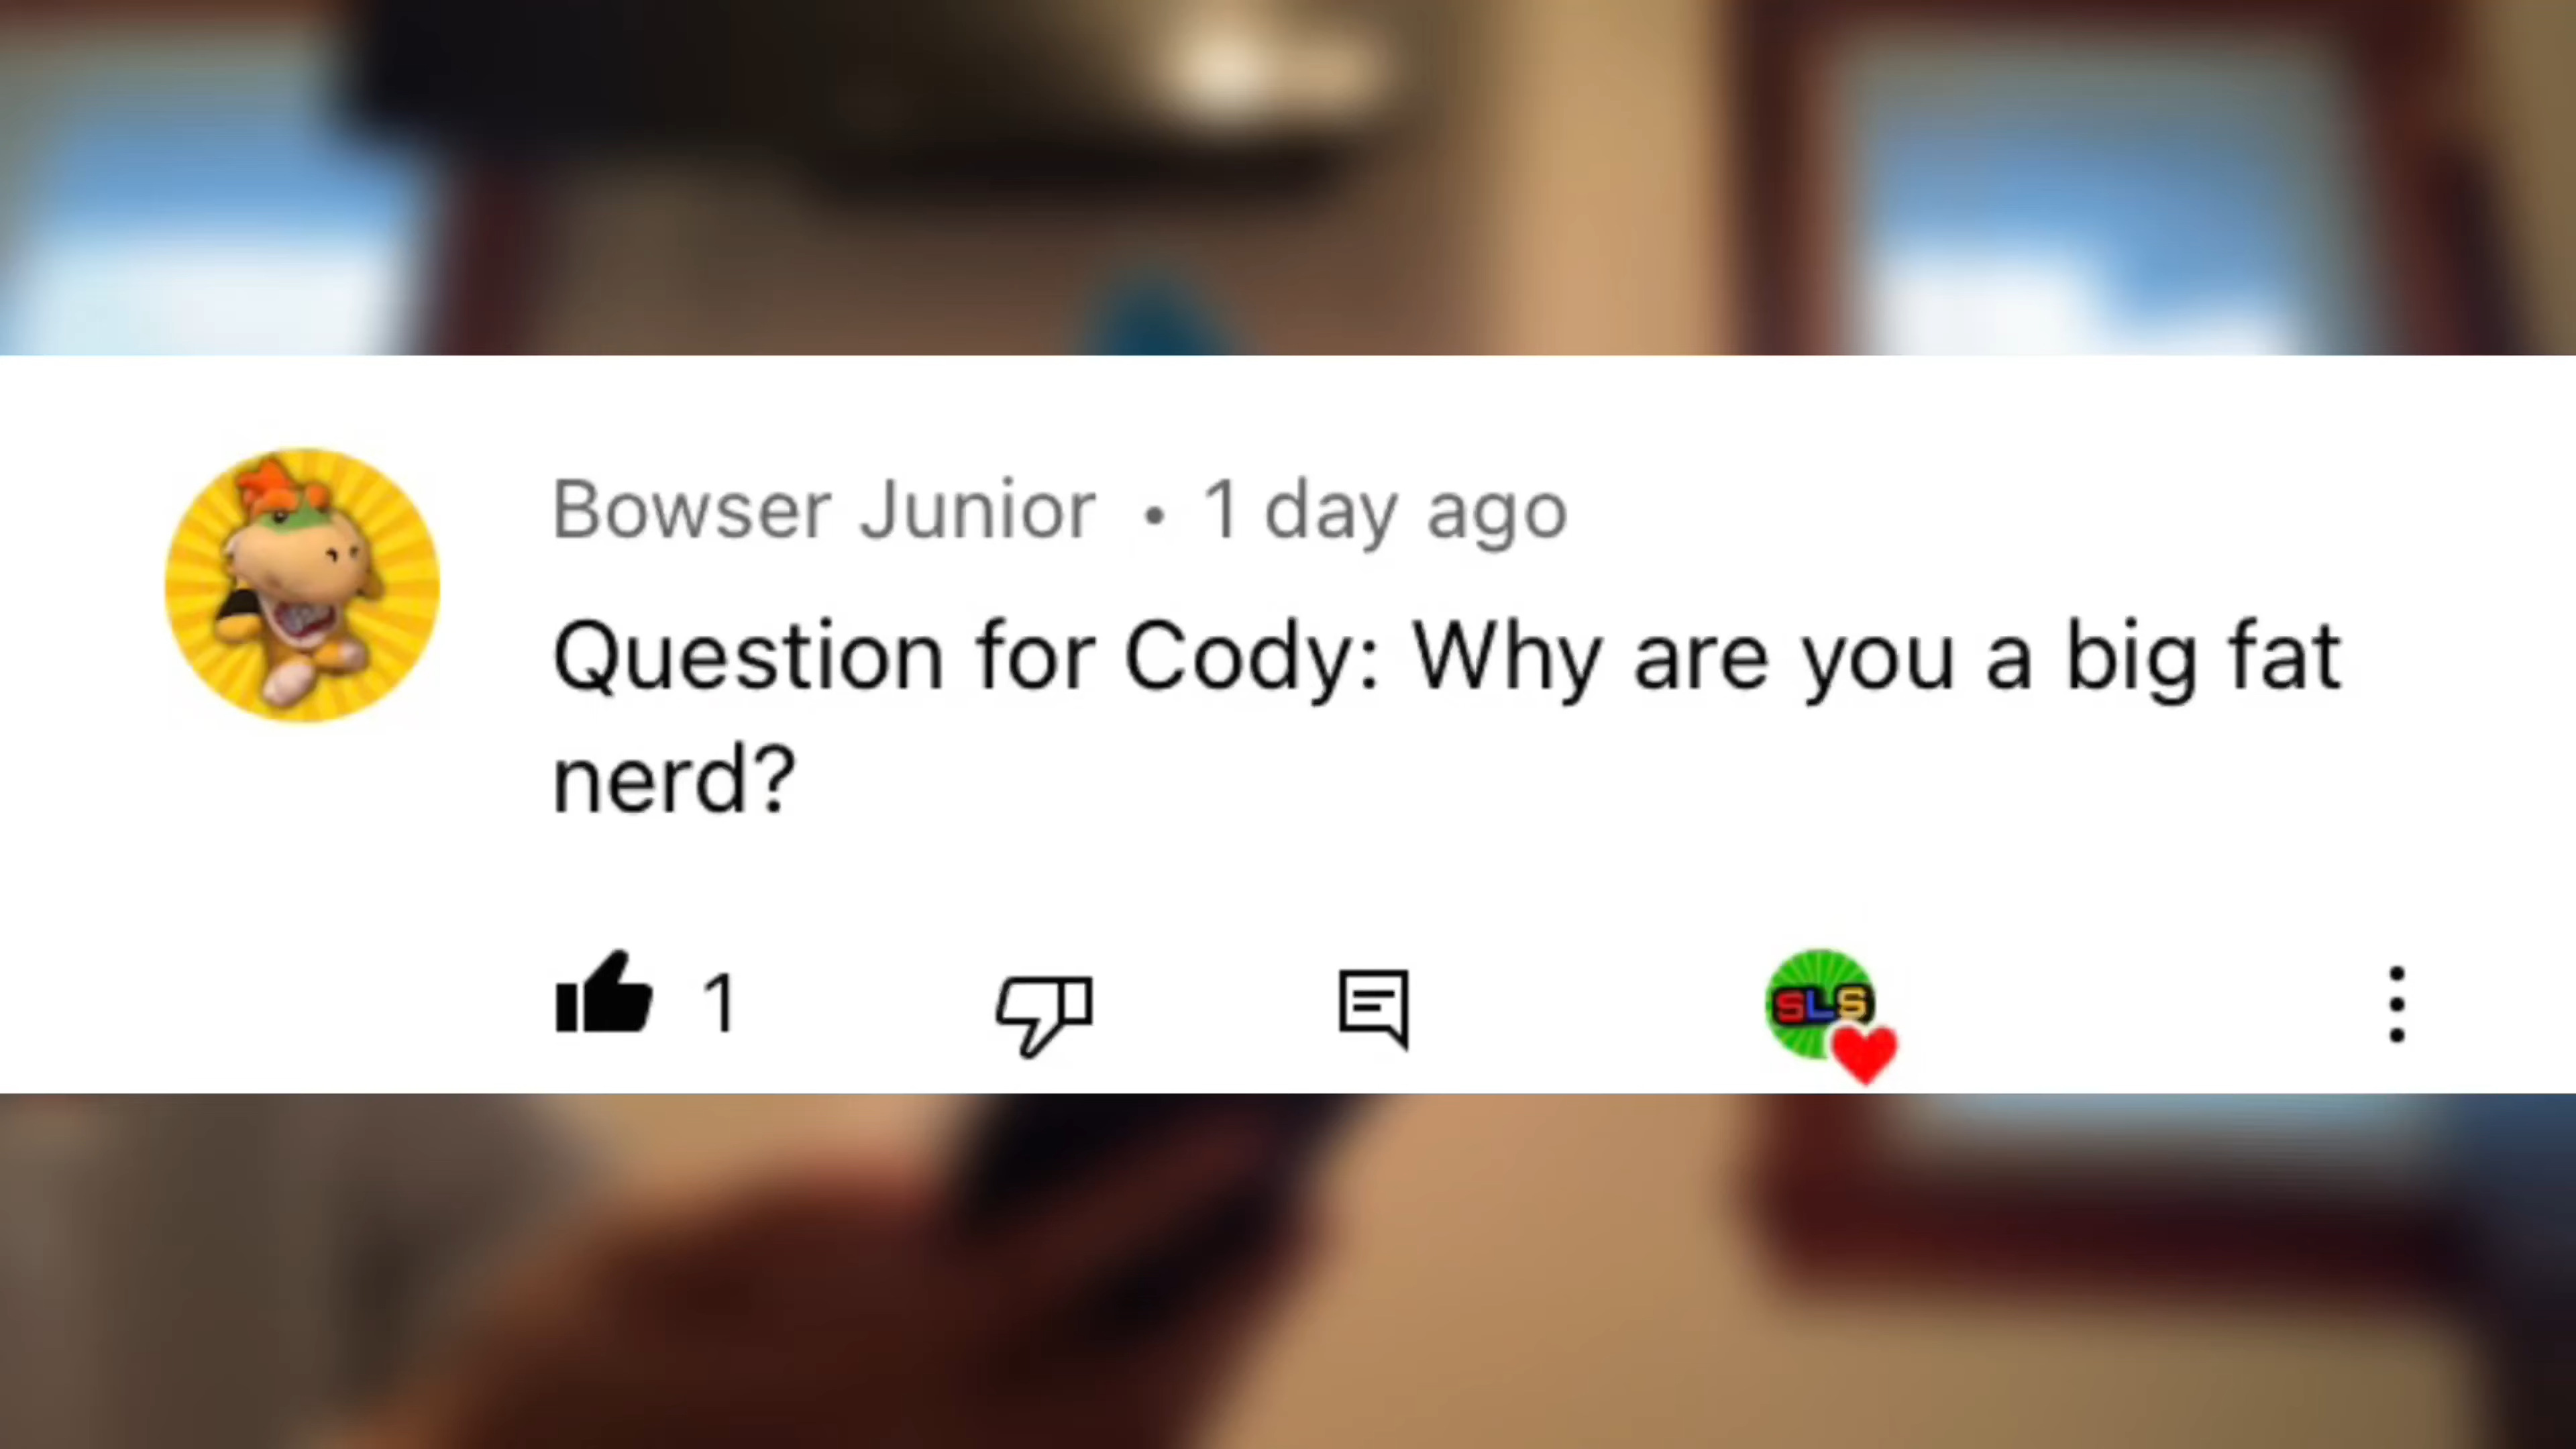 Bowser Junior • 1 day ago
Question for Cody: Why are you a big fat
nerd?
1
SLS